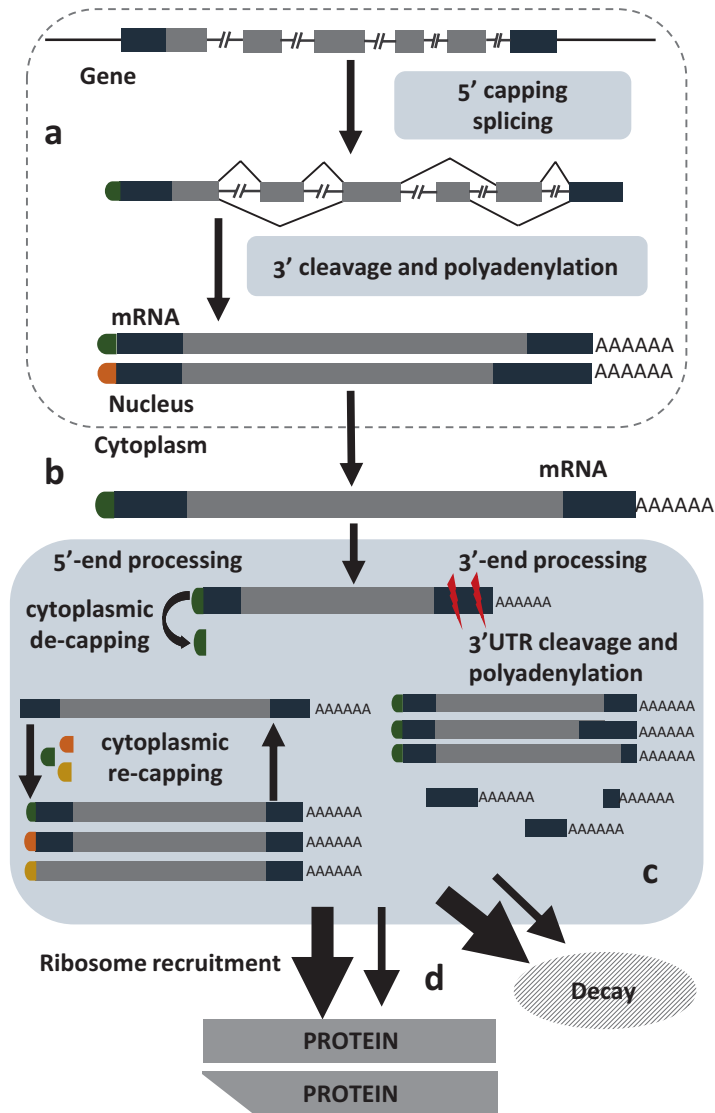 Gene
5’ capping
splicing
a
3’ cleavage and polyadenylation
mRNA
AAAAAA
AAAAAA
Nucleus
Cytoplasm
b
mRNA
AAAAAA
5’-end processing
3’-end processing
cytoplasmic
de-capping
AAAAAA
3’UTR cleavage and
polyadenylation
AAAAAA
AAAAAA
AAAAAA
AAAAAA
cytoplasmic
re-capping
AAAAAA
AAAAAA
AAAAAA
AAAAAA
AAAAAA
AAAAAA
c
Ribosome recruitment
d
Decay
PROTEIN
PROTEIN